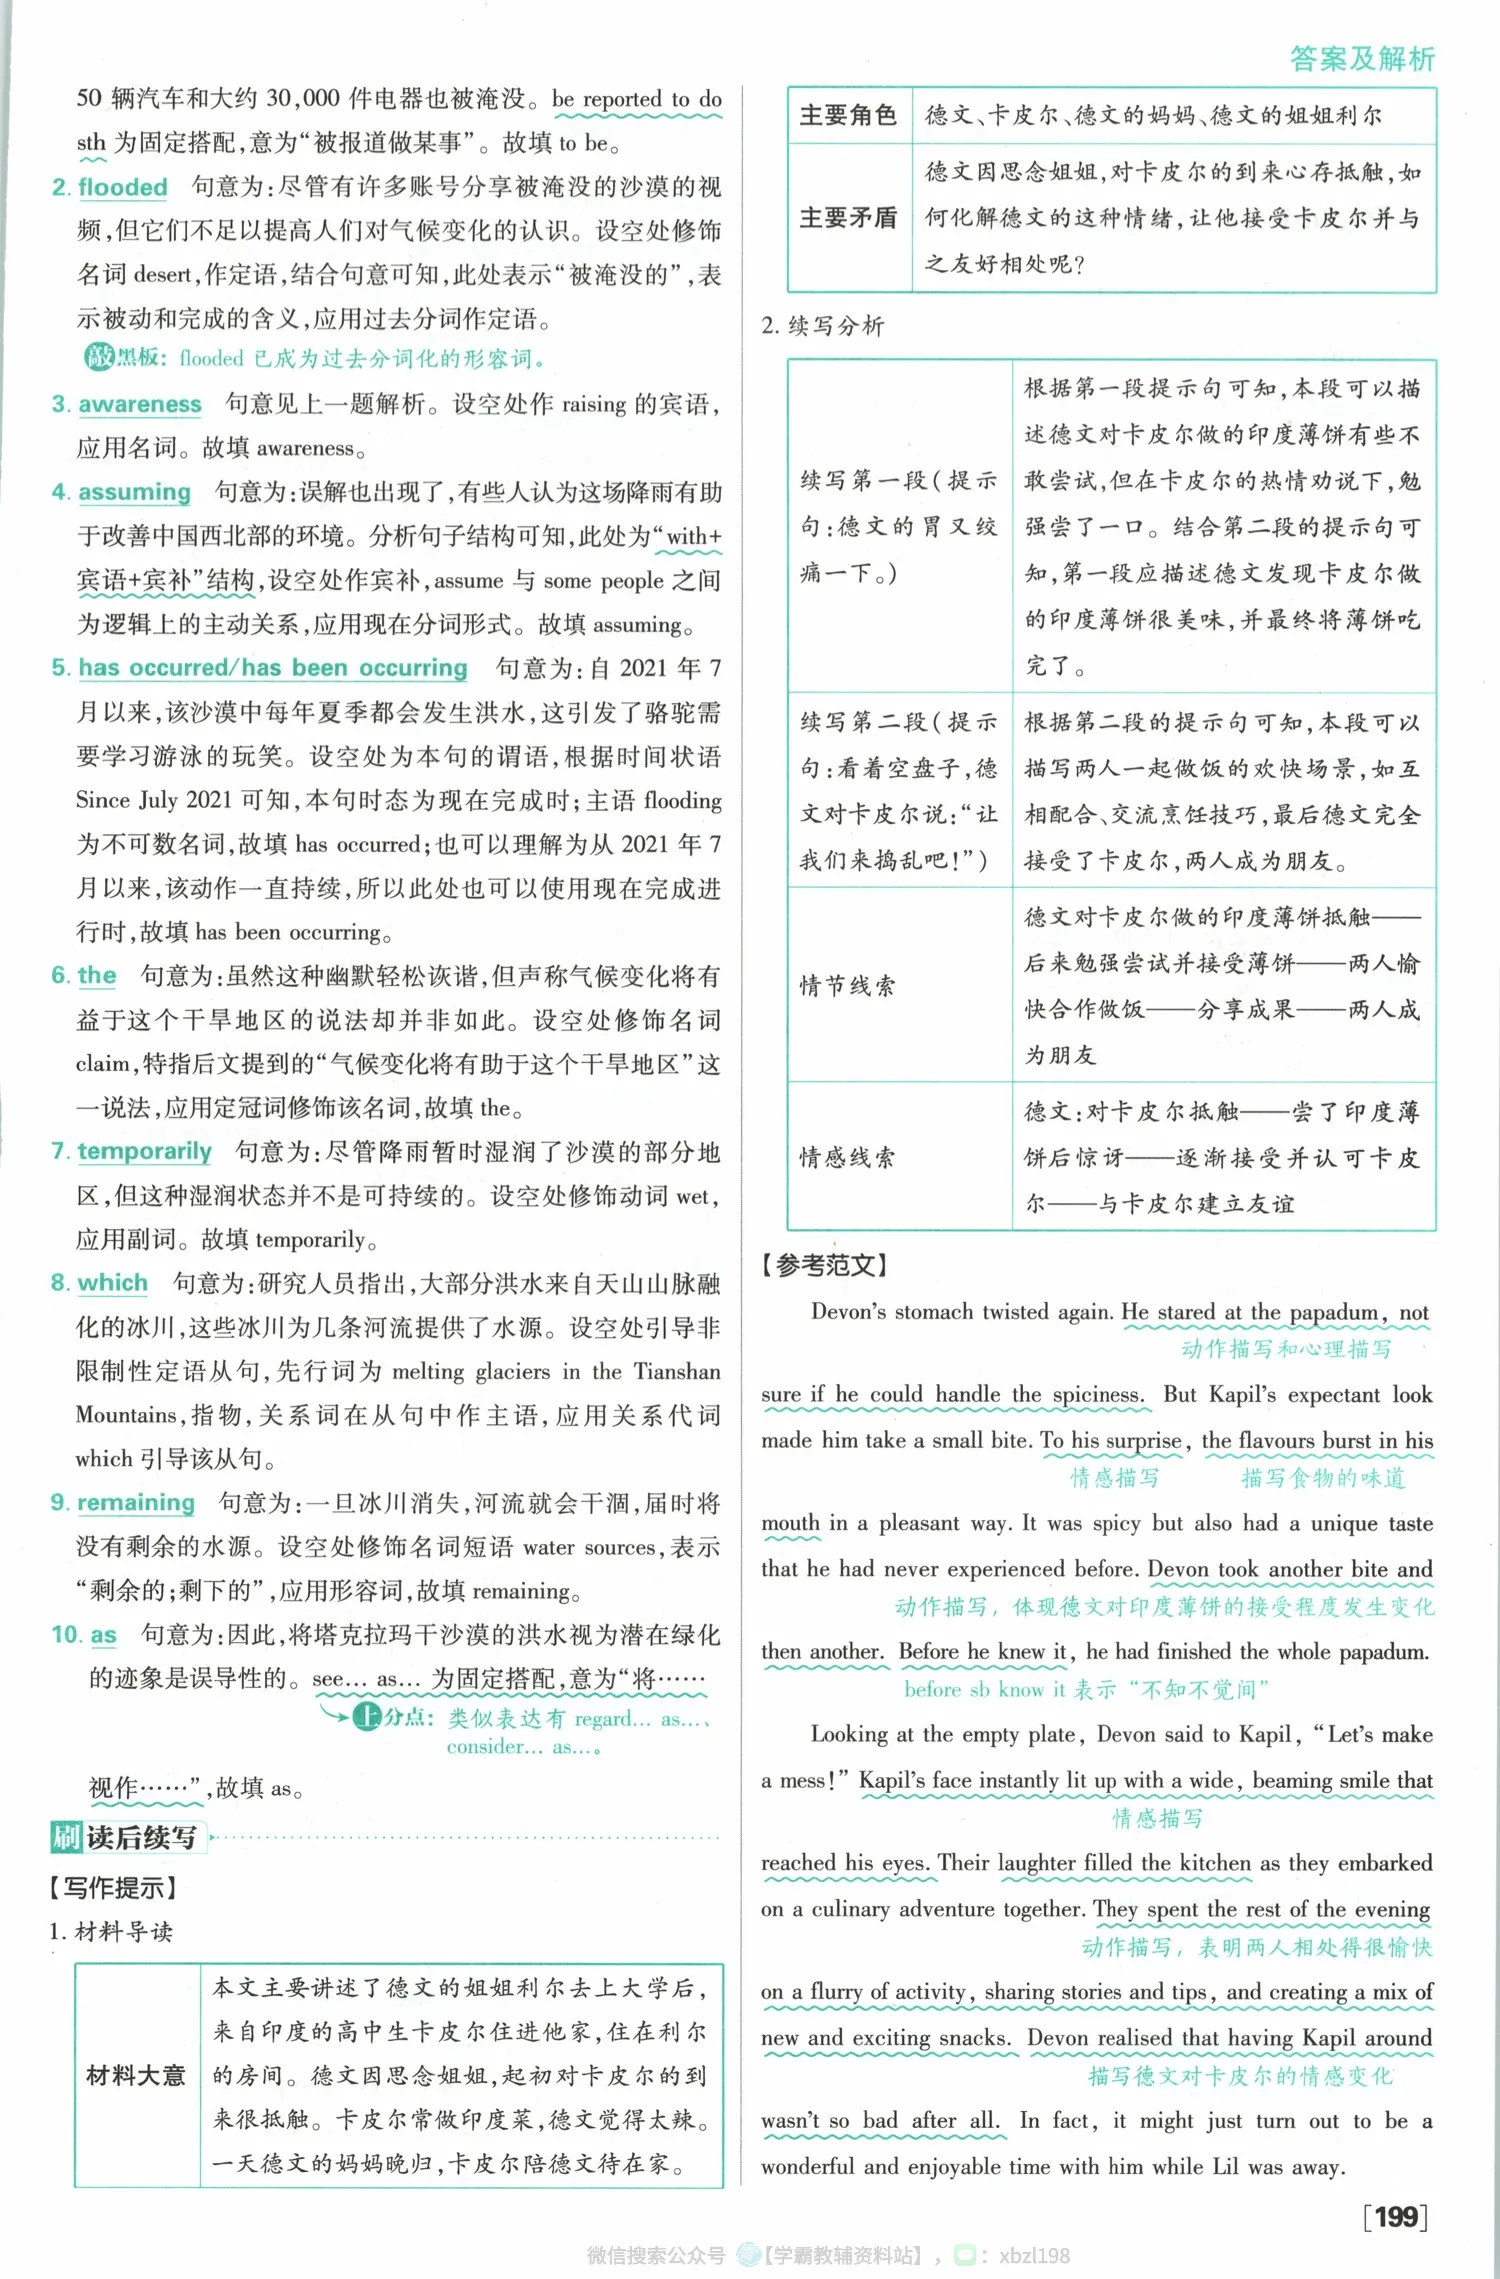 答案及解析
50 辆汽车和大约 30,000 件电器也被淹没。be reported to do
sth 为固定搭配,意为“被报道做某事”。故填 to be。
2. flooded 句意为:尽管有许多账号分享被淹没的沙漠的视
频,但它们不足以提高人们对气候变化的认识。设空处修饰
名词 desert,作定语,结合句意可知,此处表示“被淹没的”,表
示被动和完成的含义,应用过去分词作定语。
敲黑板: flooded 已成为过去分词化的形容词。
3. awareness 句意见上一题解析。设空处作 raising 的宾语,
应用名词。故填 awareness。
4. assuming 句意为:误解也出现了,有些人认为这场降雨有助
于改善中国西北部的环境。分析句子结构可知,此处为“with+
宾语+宾补”结构,设空处作宾补,assume 与 some people 之间
为逻辑上的主动关系,应用现在分词形式。故填 assuming。
5. has occurred/has been occurring 句意为:自 2021 年 7
月以来,该沙漠中每年夏季都会发生洪水,这引发了骆驼需
要学习游泳的玩笑。设空处为本句的谓语,根据时间状语
Since July 2021 可知,本句时态为现在完成时;主语 flooding
为不可数名词,故填 has occurred;也可以理解为从 2021 年 7
月以来,该动作一直持续,所以此处也可以使用现在完成进
行时,故填 has been occurring。
6. the 句意为:虽然这种幽默轻松诙谐,但声称气候变化将有
益于这个干旱地区的说法却并非如此。设空处修饰名词
claim,特指后文提到的“气候变化将有助于这个干旱地区”这
一说法,应用定冠词修饰该名词,故填 the。
7. temporarily 句意为:尽管降雨暂时湿润了沙漠的部分地
区,但这种湿润状态并不是可持续的。设空处修饰动词 wet,
应用副词。故填 temporarily。
8. which 句意为:研究人员指出,大部分洪水来自天山山脉融
化的冰川,这些冰川为几条河流提供了水源。设空处引导非
限制性定语从句,先行词为 melting glaciers in the Tianshan
Mountains,指物,关系词在从句中作主语,应用关系代词
which 引导该从句。
9. remaining 句意为:一旦冰川消失,河流就会干涸,届时将
没有剩余的水源。设空处修饰名词短语 water sources,表示
“剩余的;剩下的”,应用形容词,故填 remaining。
10. as 句意为:因此,将塔克拉玛干沙漠的洪水视为潜在绿化
的迹象是误导性的。see... as... 为固定搭配,意为“将……
上分点: 类似表达有 regard... as...、
consider... as...。
视作……”,故填 as。
刷 读后续写
【写作提示】
1. 材料导读
材料大意
本文主要讲述了德文的姐姐利尔去上大学后,
来自印度的高中生卡皮尔住进他家,住在利尔
的房间。德文因思念姐姐,起初对卡皮尔的到
来很抵触。卡皮尔常做印度菜,德文觉得太辣。
一天德文的妈妈晚归,卡皮尔陪德文待在家。
主要角色 德文、卡皮尔、德文的妈妈、德文的姐姐利尔
主要矛盾
德文因思念姐姐,对卡皮尔的到来心存抵触,如
何化解德文的这种情绪,让他接受卡皮尔并与
之友好相处呢?
2. 续写分析
续写第一段(提示
句:德文的胃又绞
痛一下。)
根据第一段提示句可知,本段可以描
述德文对卡皮尔做的印度薄饼有些不
敢尝试,但在卡皮尔的热情劝说下,勉
强尝了一口。结合第二段的提示句可
知,第一段应描述德文发现卡皮尔做
的印度薄饼很美味,并最终将薄饼吃
完了。
续写第二段(提示
句:看着空盘子,德
文对卡皮尔说:“让
我们来捣乱吧!”)
根据第二段的提示句可知,本段可以
描写两人一起做饭的欢快场景,如互
相配合、交流烹饪技巧,最后德文完全
接受了卡皮尔,两人成为朋友。
情节线索
德文对卡皮尔做的印度薄饼抵触——
后来勉强尝试并接受薄饼——两人愉
快合作做饭——分享成果——两人成
为朋友
情感线索
德文:对卡皮尔抵触——尝了印度薄
饼后惊讶——逐渐接受并认可卡皮
尔——与卡皮尔建立友谊
【参考范文】
Devon's stomach twisted again. He stared at the papadum, not
动作描写和心理描写
sure if he could handle the spiciness. But Kapil's expectant look
made him take a small bite. To his surprise, the flavours burst in his
情感描写 描写食物的味道
mouth in a pleasant way. It was spicy but also had a unique taste
that he had never experienced before. Devon took another bite and
动作描写，体现德文对印度薄饼的接受程度发生变化
then another. Before he knew it, he had finished the whole papadum.
before sb know it 表示“不知不觉间”
Looking at the empty plate, Devon said to Kapil, “Let's make
a mess!” Kapil's face instantly lit up with a wide, beaming smile that
情感描写
reached his eyes. Their laughter filled the kitchen as they embarked
on a culinary adventure together. They spent the rest of the evening
动作描写，表明两人相处得很愉快
on a flurry of activity, sharing stories and tips, and creating a mix of
new and exciting snacks. Devon realised that having Kapil around
描写德文对卡皮尔的情感变化
wasn't so bad after all. In fact, it might just turn out to be a
wonderful and enjoyable time with him while Lil was away.
[199]
微信搜索公众号 【学霸教辅资料站】，：xbzl198